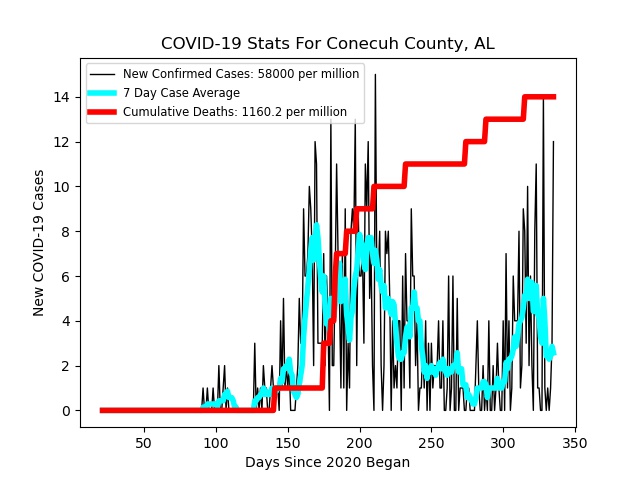 COVID-19 Stats For Conecuh County, AL
New Confirmed Cases: 58000 per million
7 Day Case Average
Cumulative Deaths: 1160.2 per million
New COVID-19 Cases
14
12
10
8
6
4
2
0
50 100 150 200 250 300 350
Days Since 2020 Began